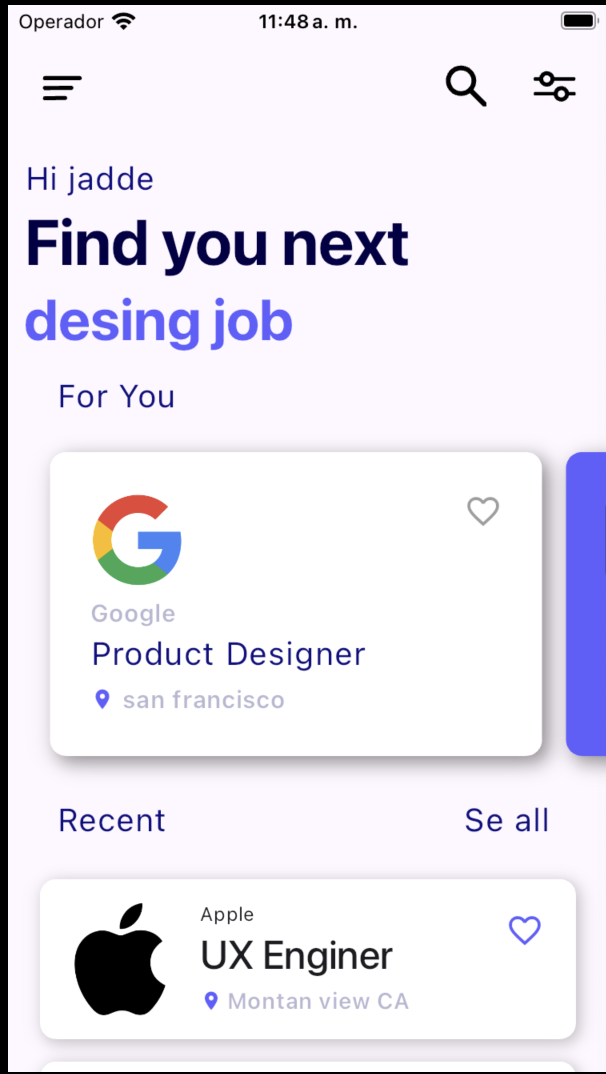 Operador 11:48 a. m.
Hi jadde
Find you next
desing job
For You
Google
Product Designer
san francisco
Recent Se all
Apple
UX Enginer
Montan view CA